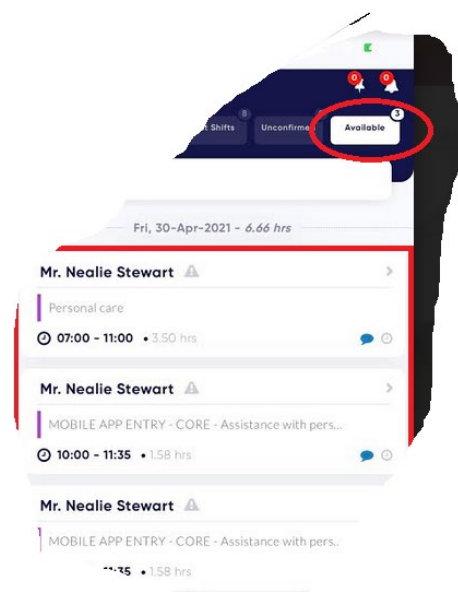 0 0
8 3
t Shifts Unconfirme Available
Fri, 30-Apr-2021 - 6.66 hrs
Mr. Nealie Stewart
Personal care
07:00 - 11:00 • 3.50 hrs
Mr. Nealie Stewart
MOBILE APP ENTRY - CORE - Assistance with pers...
10:00 - 11:35 • 1.58 hrs
Mr. Nealie Stewart
MOBILE APP ENTRY - CORE - Assistance with pers..
:35 • 1.58 hrs